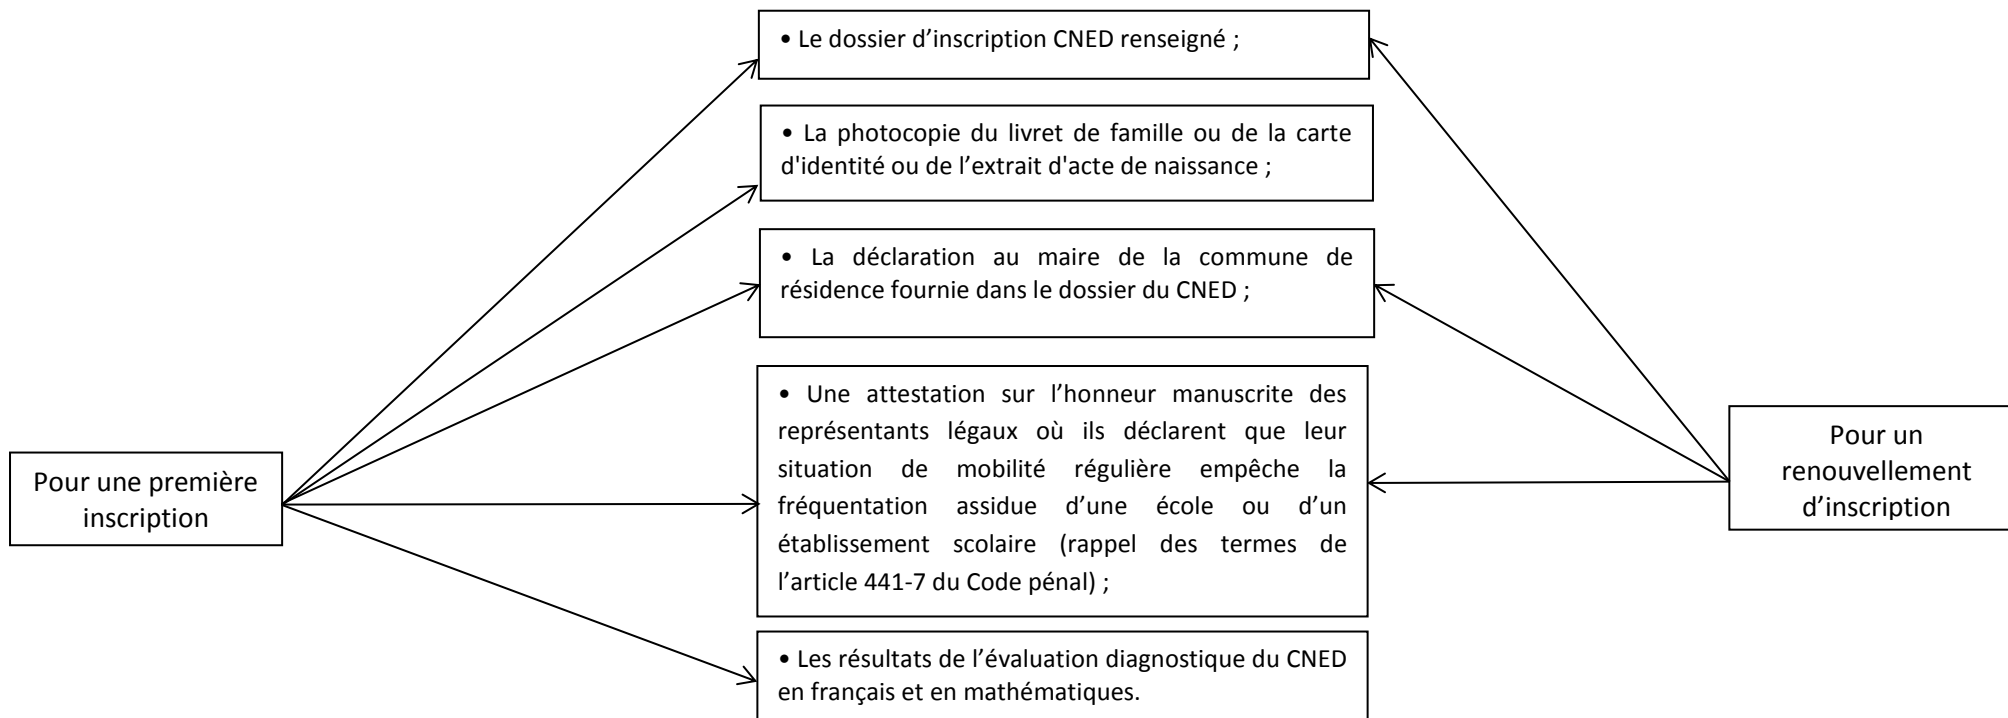 • Le dossier d’inscription CNED renseigné ;
• La photocopie du livret de famille ou de la carte
d'identité ou de l’extrait d'acte de naissance ;
• La déclaration au maire de la commune de
résidence fournie dans le dossier du CNED ;
• Une attestation sur l’honneur manuscrite des
représentants légaux où ils déclarent que leur
situation de mobilité régulière empêche la
fréquentation assidue d’une école ou d’un
établissement scolaire (rappel des termes de
l’article 441-7 du Code pénal) ;
• Les résultats de l’évaluation diagnostique du CNED
en français et en mathématiques.
Pour une première
inscription
Pour un
renouvellement
d’inscription